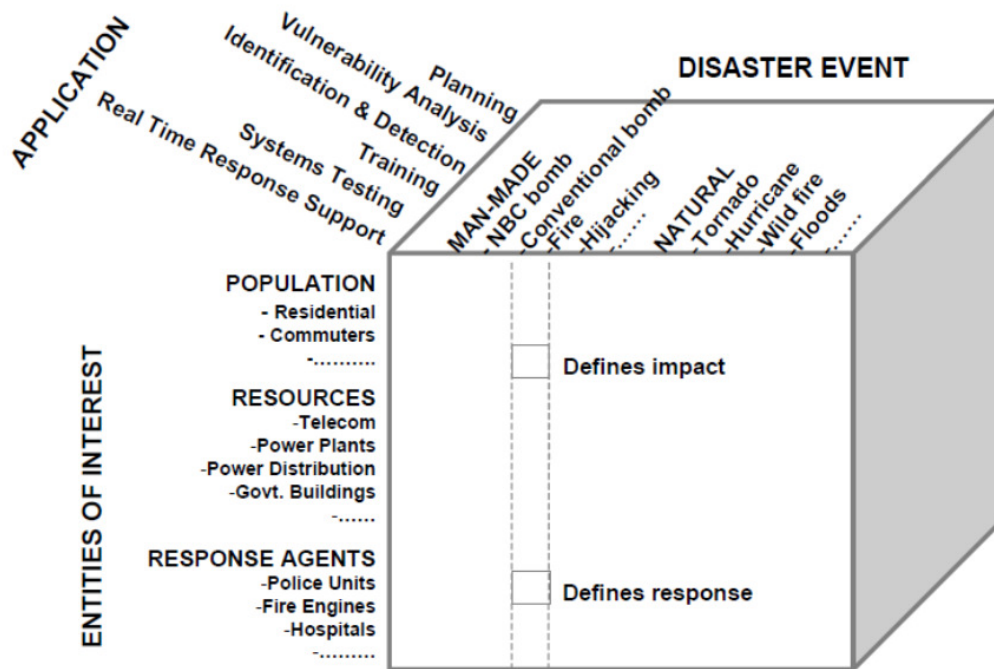 APPLICATION
Planning
Vulnerability Analysis
Identification & Detection
Training
Systems Testing
Real Time Response Support
DISASTER EVENT
MAN-MADE
- NBC bomb
-Conventional bomb
-Fire
-Hijacking
-......
NATURAL
-Tornado
-Hurricane
-Wild fire
-Floods
-......
ENTITIES OF INTEREST
POPULATION
- Residential
- Commuters
-..........
Defines impact
RESOURCES
-Telecom
-Power Plants
-Power Distribution
-Govt. Buildings
-......
RESPONSE AGENTS
-Police Units
-Fire Engines
-Hospitals
-.........
Defines response